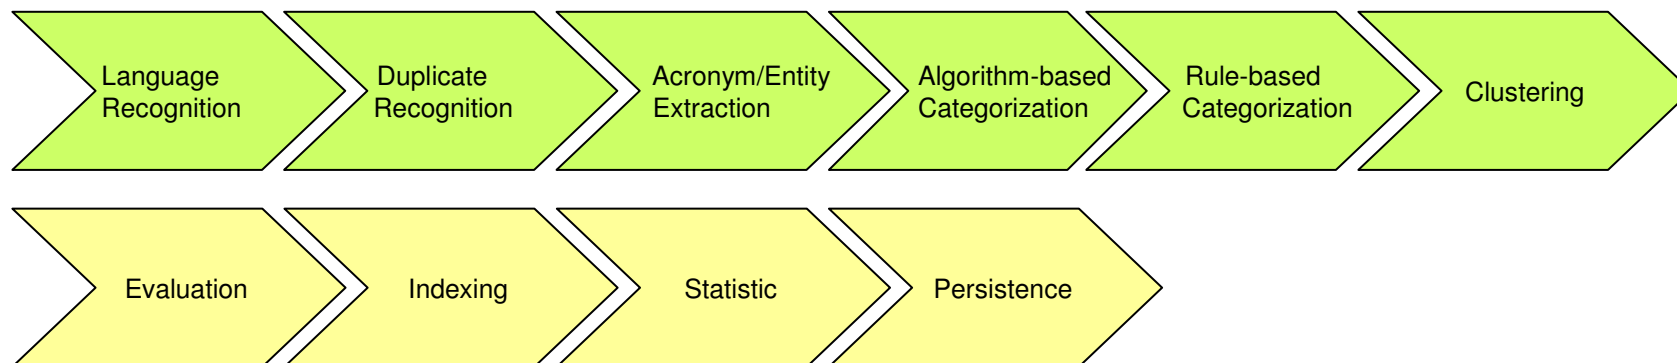 Language
Recognition
Duplicate
Recognition
Acronym/Entity
Extraction
Algorithm-based
Categorization
Rule-based
Categorization
Clustering
Evaluation
Indexing
Statistic
Persistence